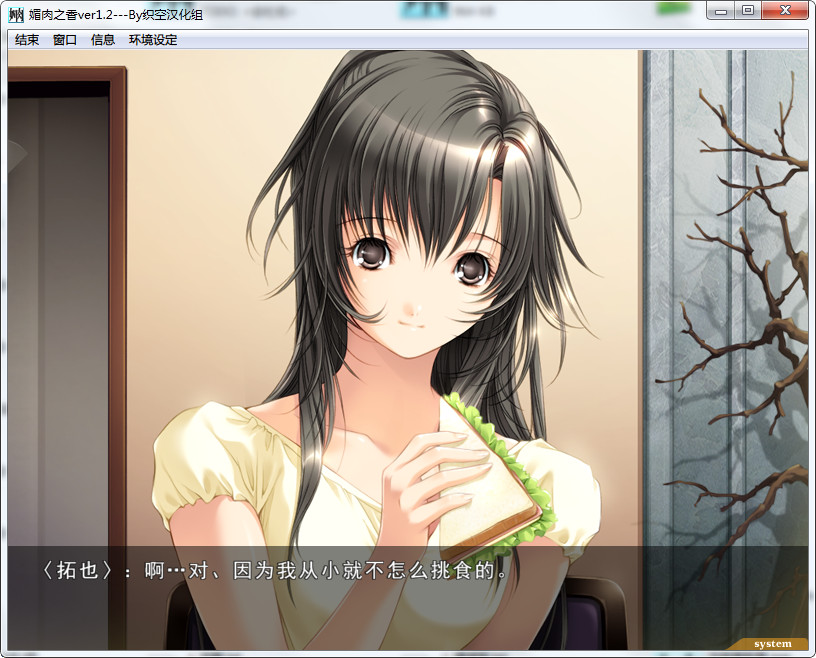 媚肉之香ver1.2---By织空汉化组
结束 窗口 信息 环境设定
〈拓也〉：啊…对、因为我从小就不怎么挑食的。
system